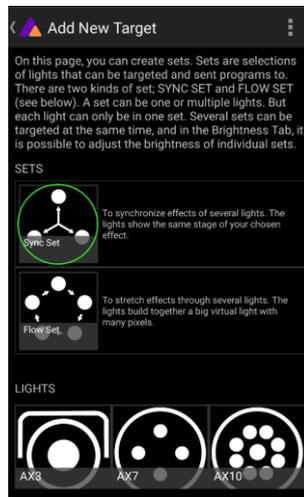 Add New Target
On this page, you can create sets. Sets are selections
of lights that can be targeted and sent programs to.
There are two kinds of set; SYNC SET and FLOW SET
(see below). A set can be one or multiple lights. But
each light can only be in one set. Several sets can be
targeted at the same time, and in the Brightness Tab, it
is possible to adjust the brightness of individual sets.
SETS
To synchronize effects of several lights. The
lights show the same stage of your chosen
effect.
Sync Set
To stretch effects through several lights. The
lights build together a big virtual light with
many pixels.
Flow Set
LIGHTS
AX3 AX7 AX10